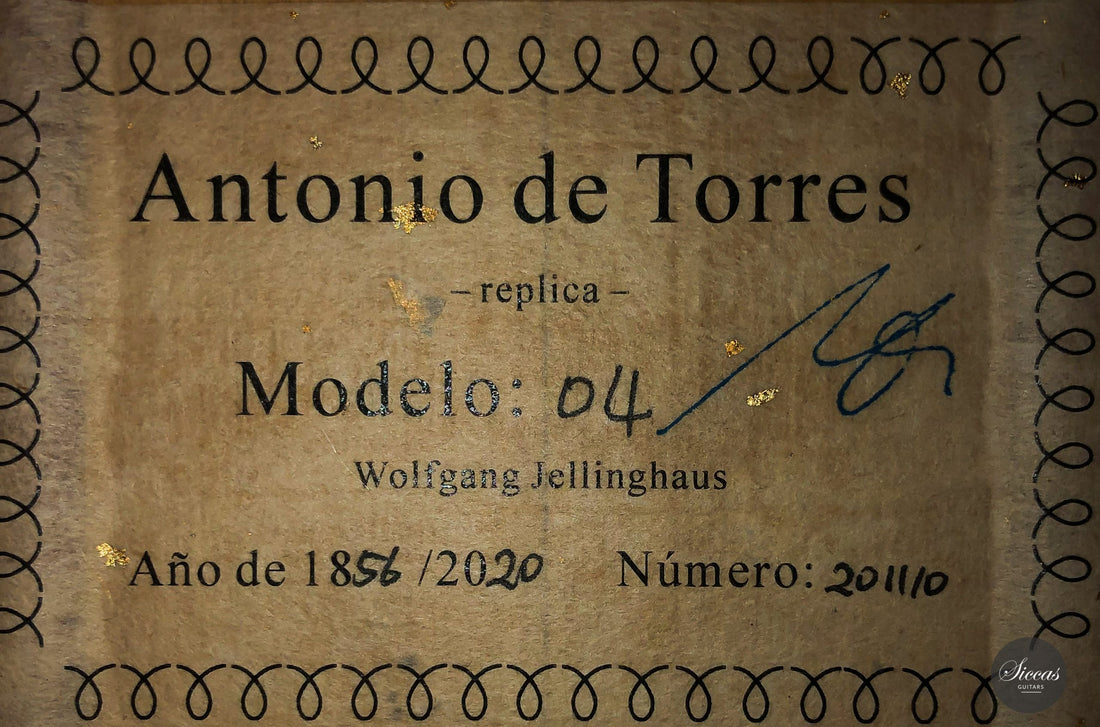 Antonio de Torres
– replica –
Modelo: 04
Wolfgang Jellinghaus
Año de 1856 /2020 Número: 201110
Siccas
GUITARS